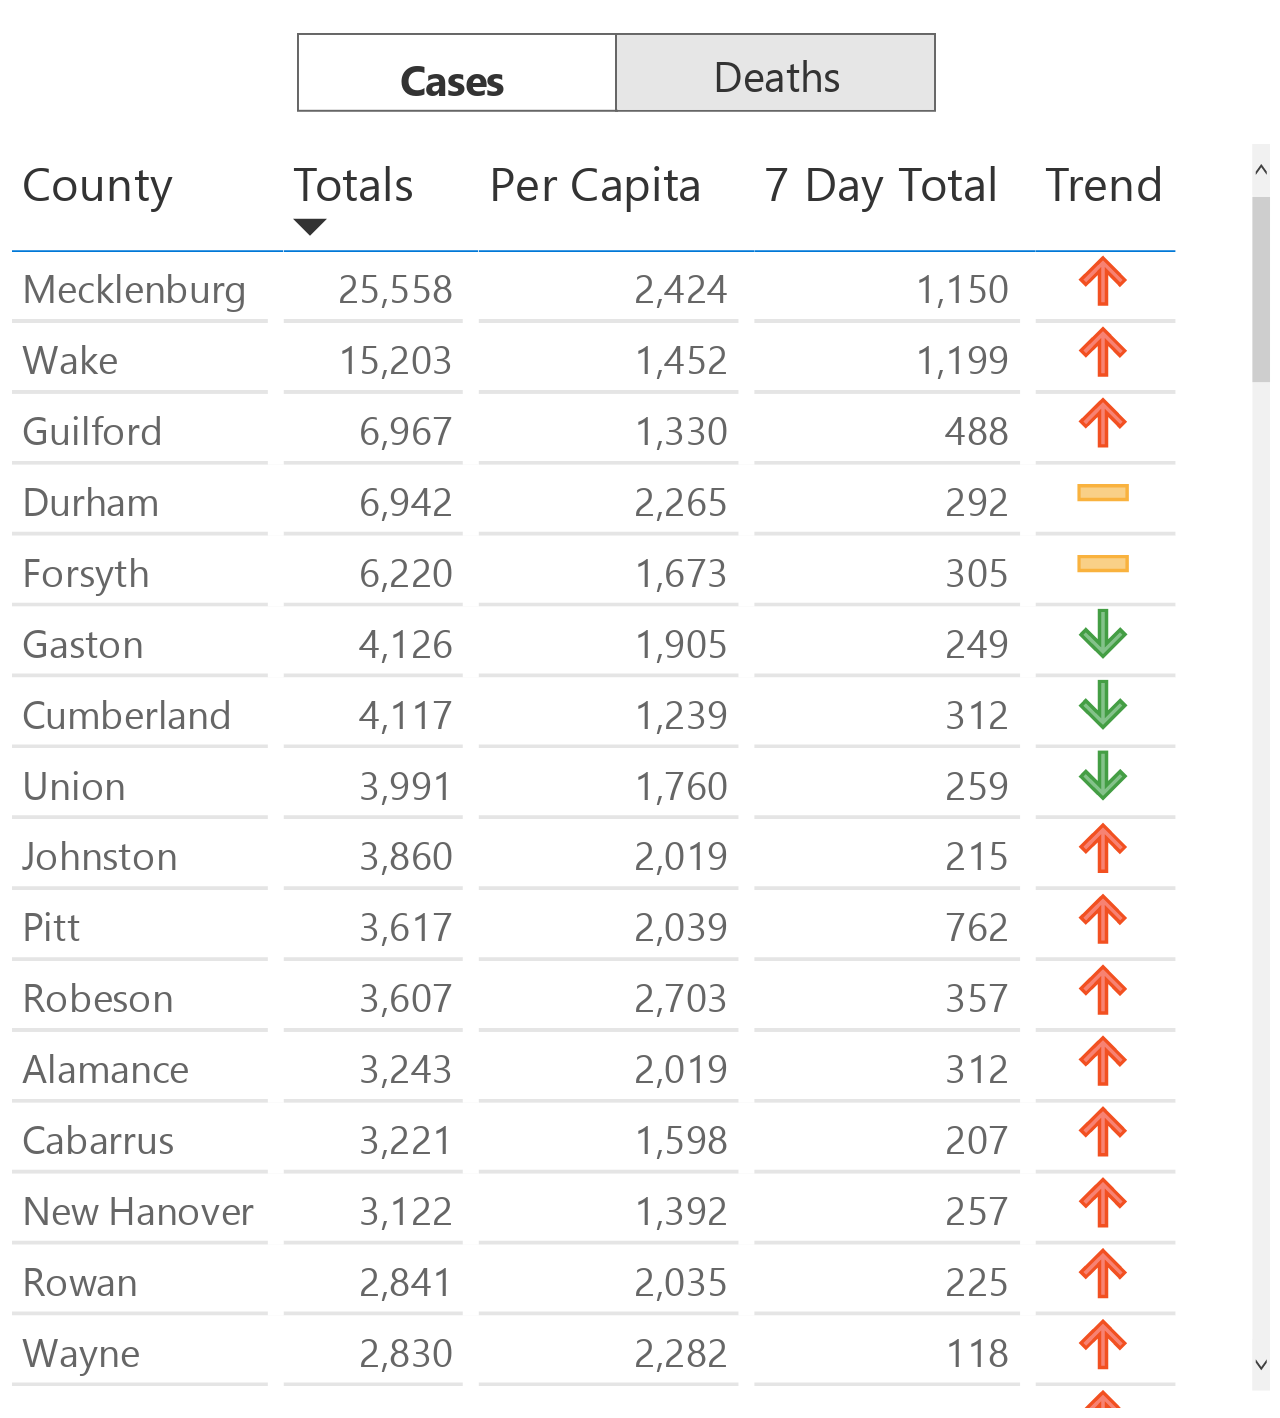 Cases Deaths
County Totals Per Capita 7 Day Total Trend
Mecklenburg 25,558 2,424 1,150
Wake 15,203 1,452 1,199
Guilford 6,967 1,330 488
Durham 6,942 2,265 292
Forsyth 6,220 1,673 305
Gaston 4,126 1,905 249
Cumberland 4,117 1,239 312
Union 3,991 1,760 259
Johnston 3,860 2,019 215
Pitt 3,617 2,039 762
Robeson 3,607 2,703 357
Alamance 3,243 2,019 312
Cabarrus 3,221 1,598 207
New Hanover 3,122 1,392 257
Rowan 2,841 2,035 225
Wayne 2,830 2,282 118